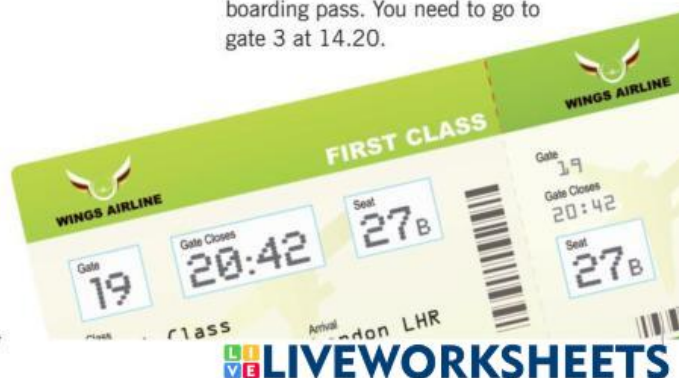 boarding pass. You need to go to
gate 3 at 14.20.
WINGS AIRLINE
FIRST CLASS
Gate
19
Gate Closes
20:42
Seat
27B
Class
Class
Arrival
LHR
WINGS AIRLINE
Gate
19
Gate Closes
20:42
Seat
27B
LIVE
LIVEWORKSHEETS